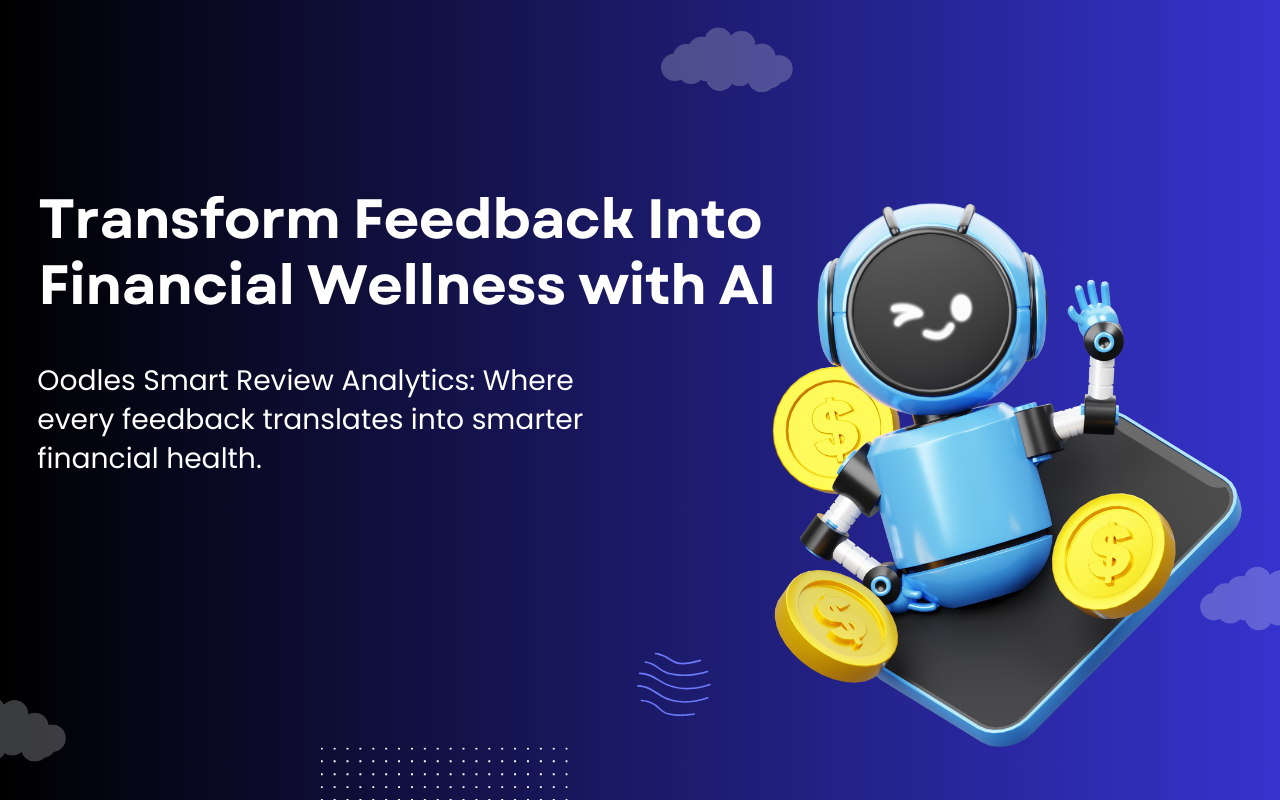 Transform Feedback Into
Financial Wellness with AI
Oodles Smart Review Analytics: Where
every feedback translates into smarter
financial health.
$
$
$